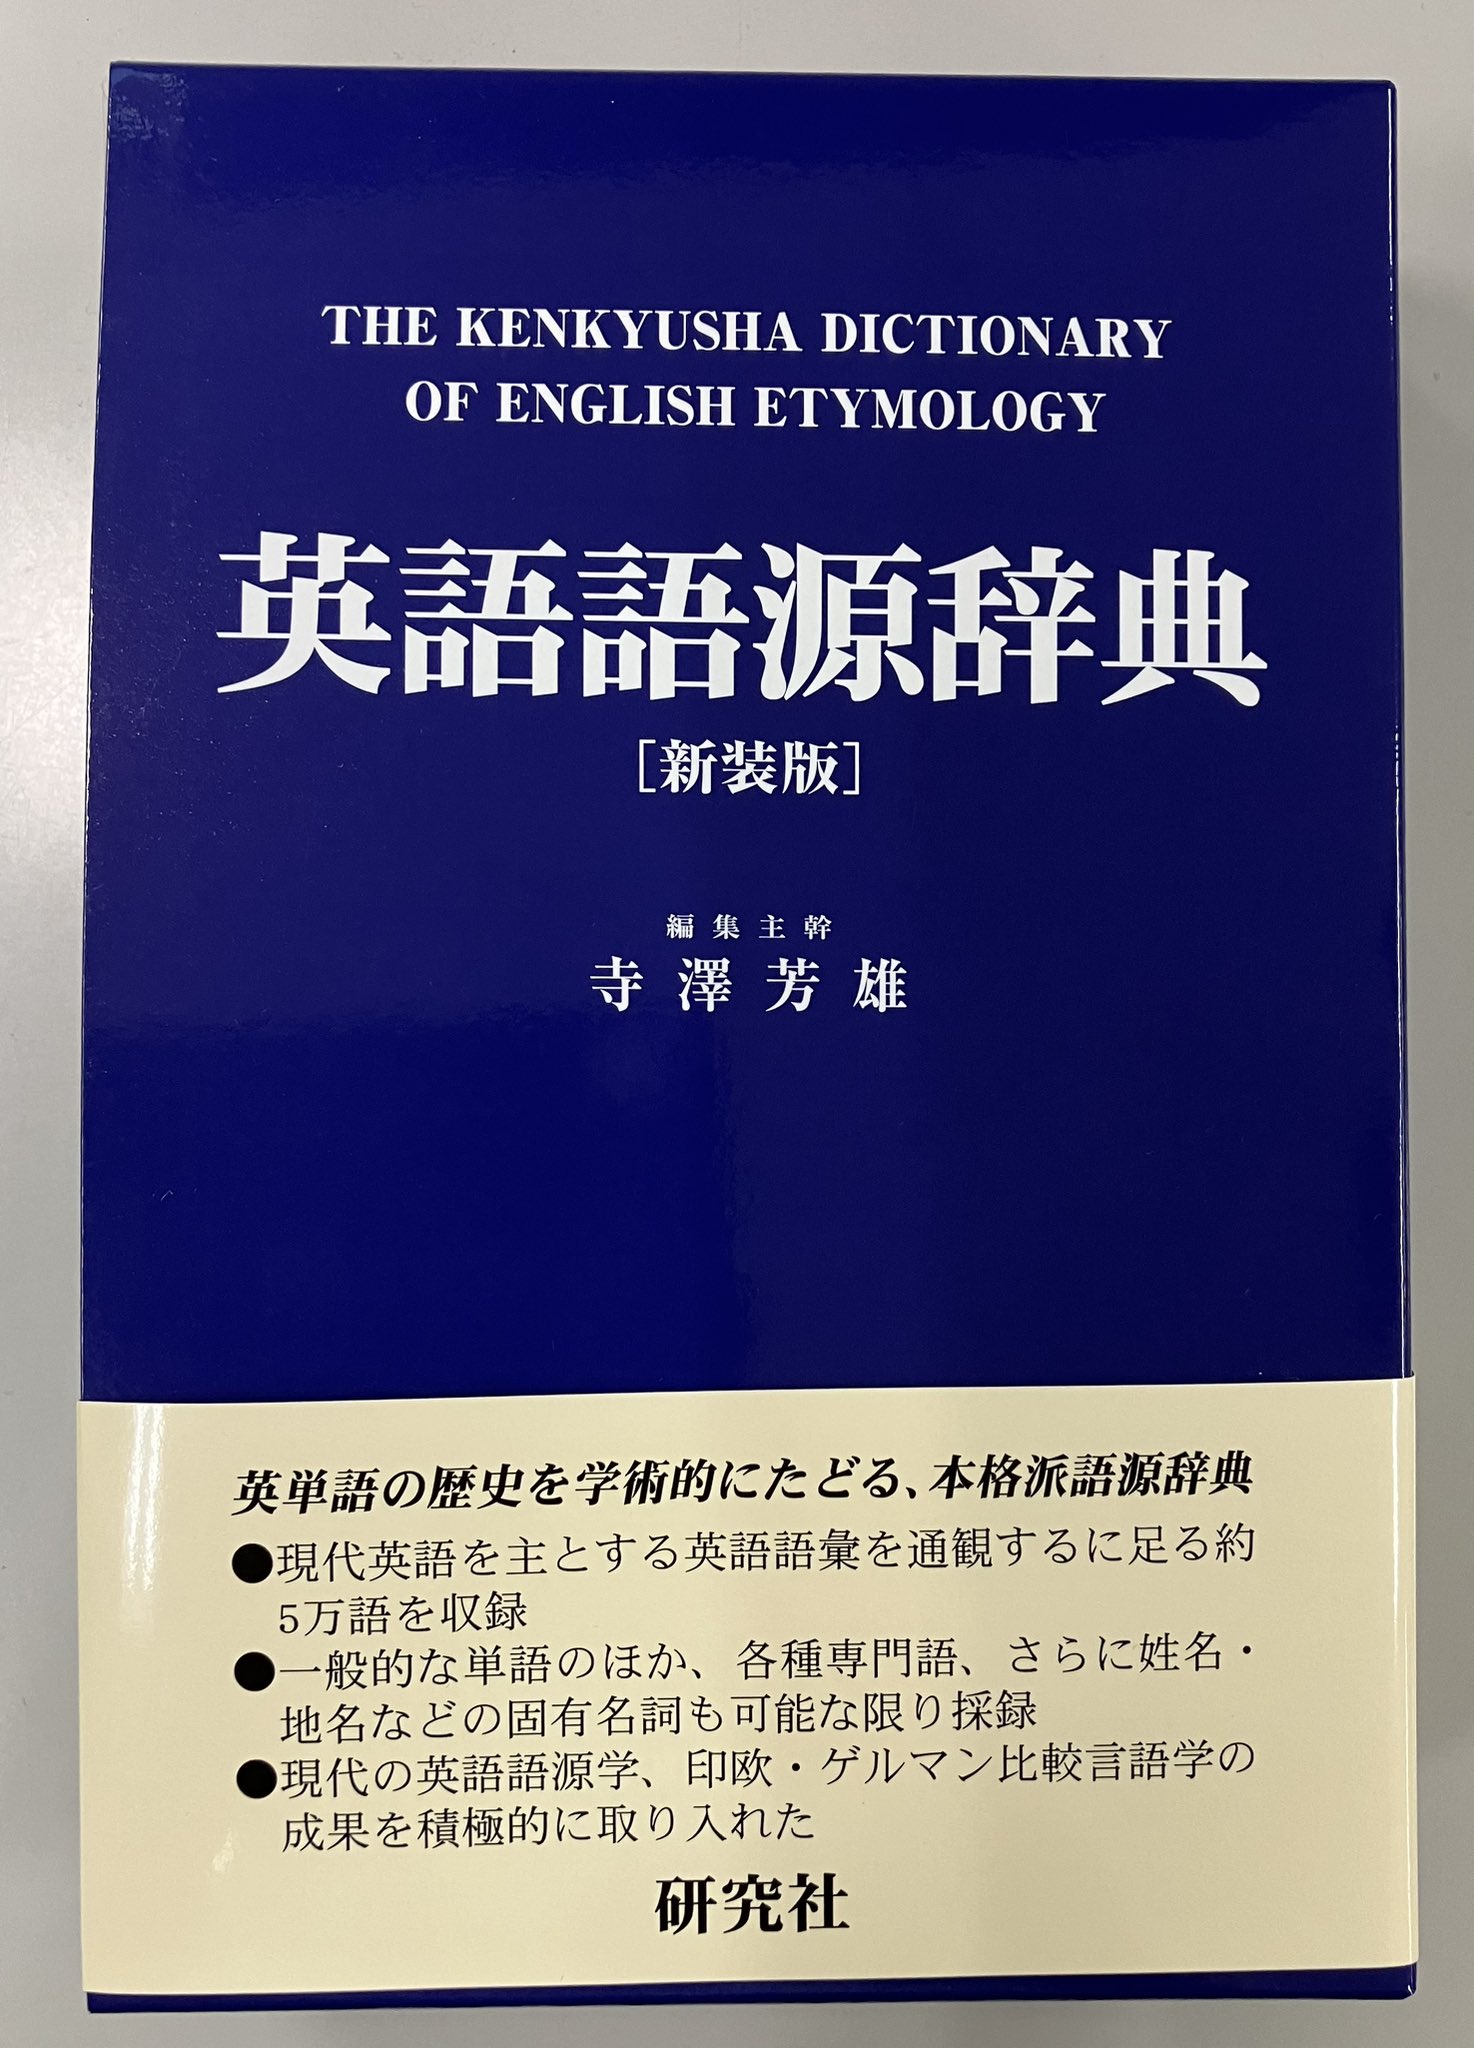 THE KENKYUSHA DICTIONARY
OF ENGLISH ETYMOLOGY
英語語源辞典
[新装版]
編集主幹
寺澤芳雄
英単語の歴史を学術的にたどる、本格派語源辞典
●現代英語を主とする英語語彙を通観するに足る約
5万語を収録
●一般的な単語のほか、各種専門語、さらに姓名・
地名などの固有名詞も可能な限り採録
●現代の英語語源学、印欧・ゲルマン比較言語学の
成果を積極的に取り入れた
研究社